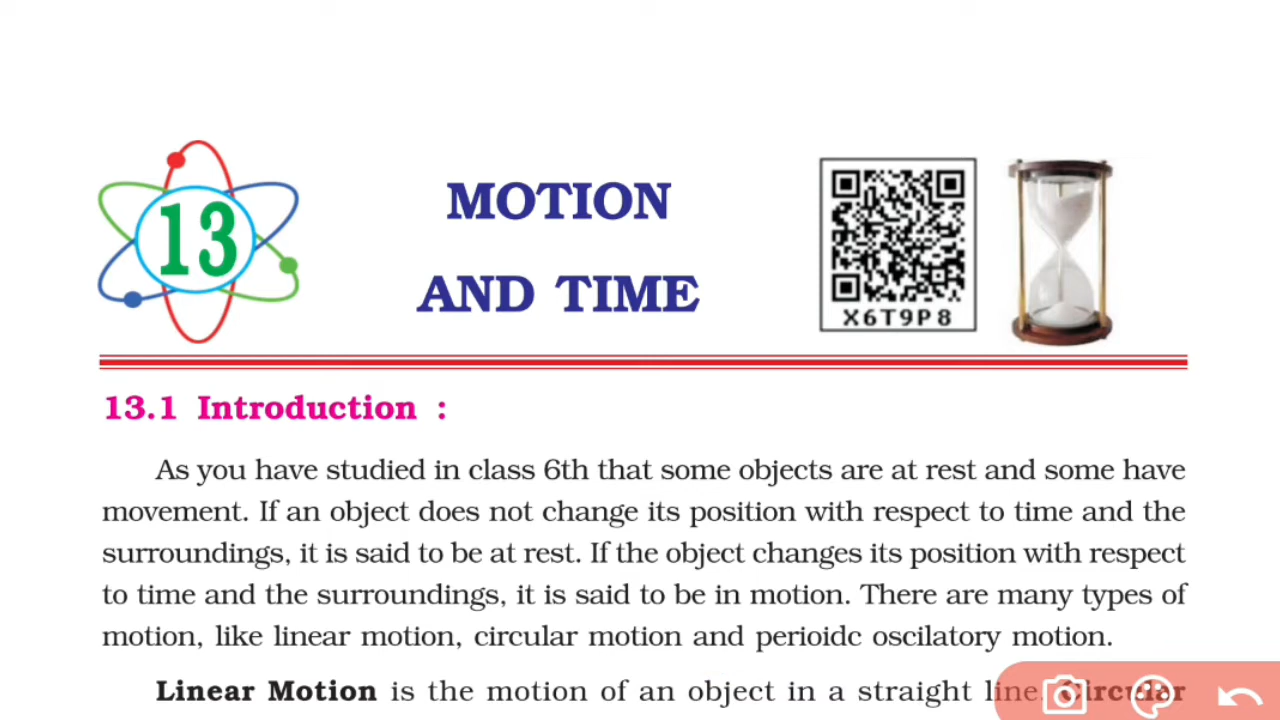 13
MOTION
AND TIME
X6T9P8
13.1 Introduction :
As you have studied in class 6th that some objects are at rest and some have
movement. If an object does not change its position with respect to time and the
surroundings, it is said to be at rest. If the object changes its position with respect
to time and the surroundings, it is said to be in motion. There are many types of
motion, like linear motion, circular motion and perioidc oscilatory motion.
Linear Motion is the motion of an object in a straight line. Circular